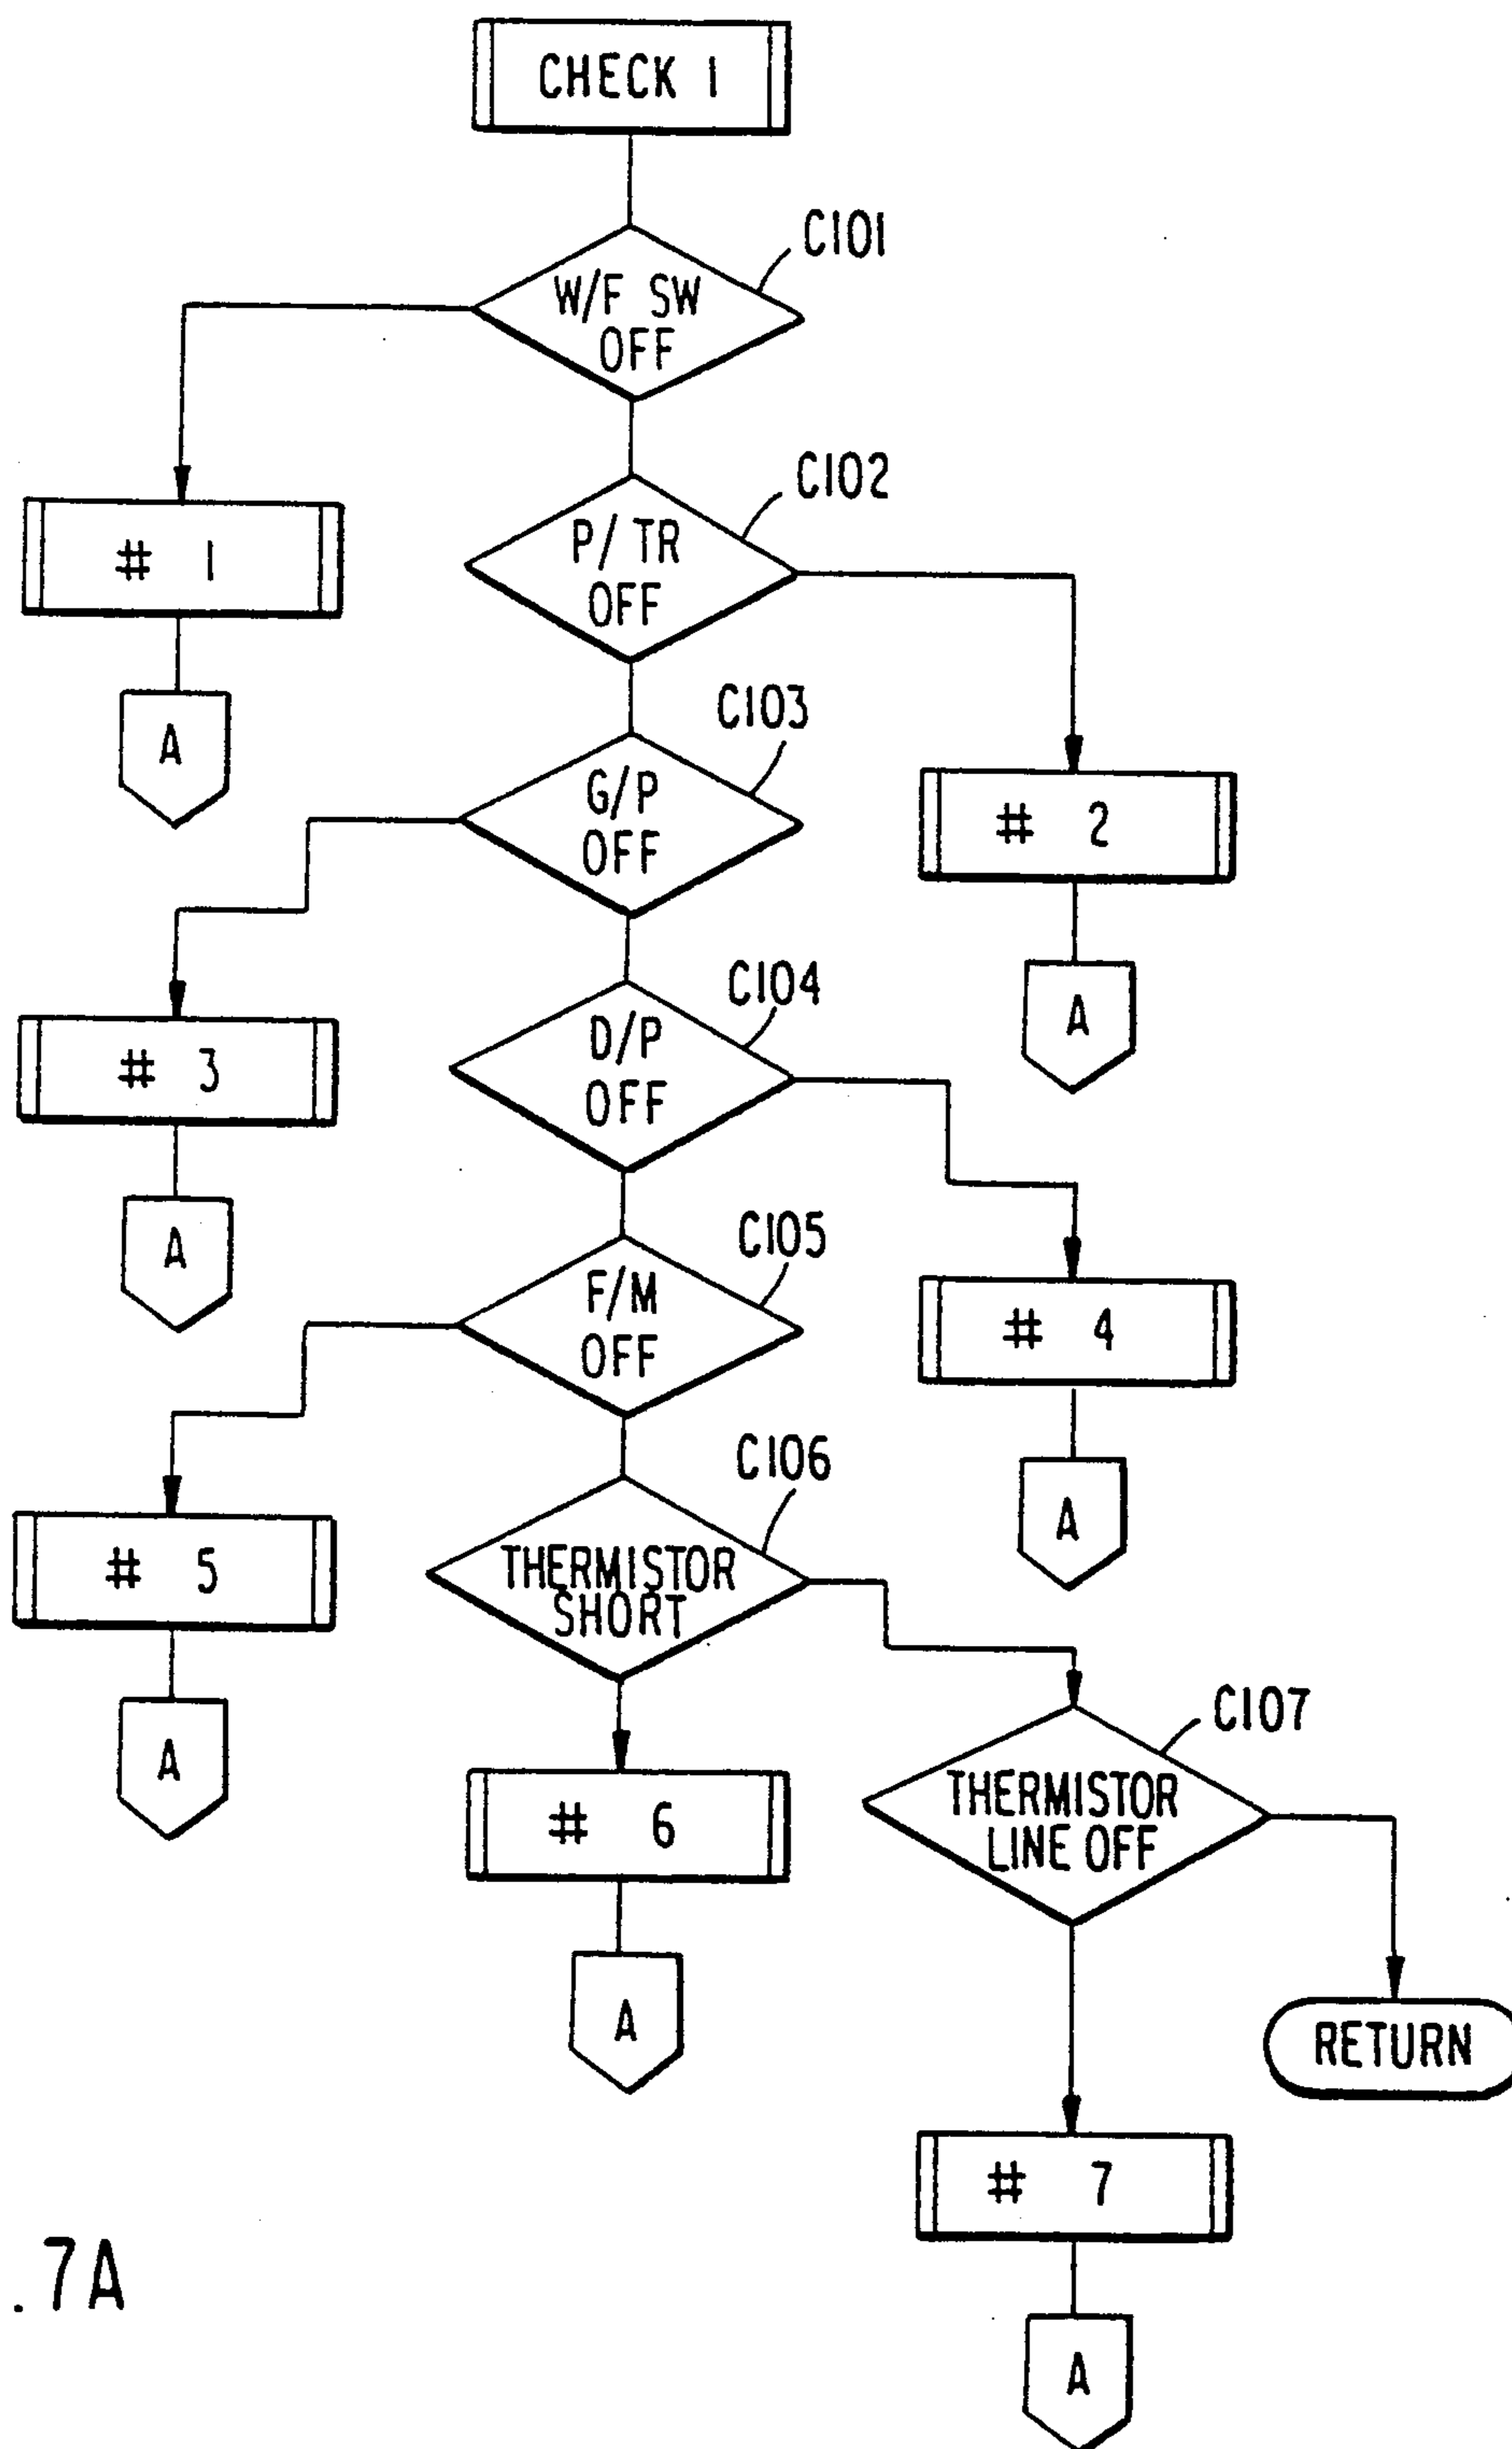 CHECK 1
C101
W/F SW
OFF
C102
P/TR
OFF
# 1
A
C103
G/P
OFF
# 2
A
C104
D/P
OFF
# 3
A
C105
F/M
OFF
# 4
A
C106
THERMISTOR
SHORT
# 5
A
C107
THERMISTOR
LINE OFF
# 6
A
RETURN
# 7
A
.7A